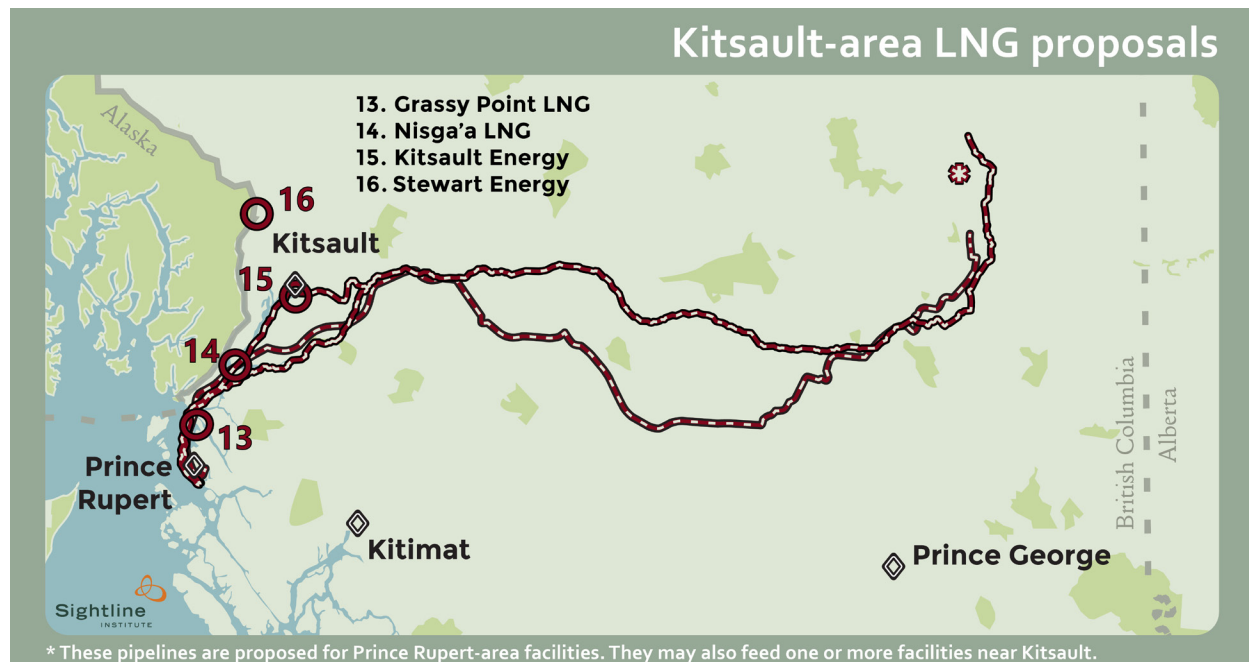 Kitsault-area LNG proposals
Alaska
13. Grassy Point LNG
14. Nisga'a LNG
15. Kitsault Energy
16. Stewart Energy
16
Kitsault
15
14
13
Prince
Rupert
Kitimat
Prince George
British Columbia
Alberta
Sightline
INSTITUTE
* These pipelines are proposed for Prince Rupert-area facilities. They may also feed one or more facilities near Kitsault.